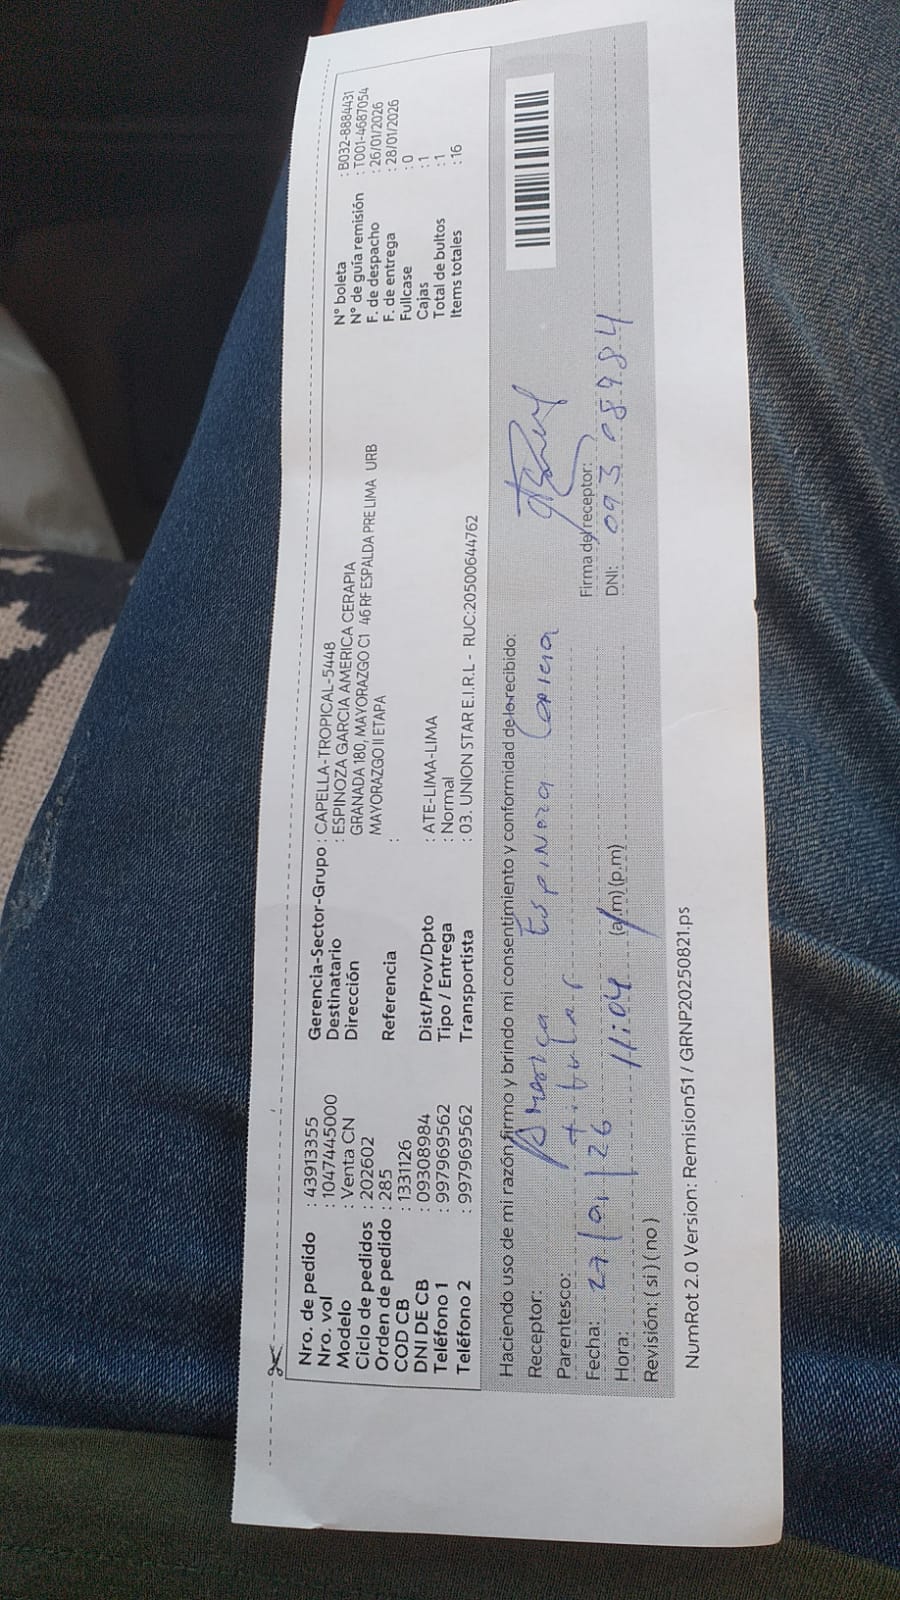 Nro. de pedido : 43913355
Nro. vol : 1047445000
Modelo : Venta CN
Ciclo de pedidos : 202602
Orden de pedido : 285
COD CB : 1331126
DNI DE CB : 09308984
Teléfono 1 : 997969562
Teléfono 2 : 997969562
Gerencia-Sector-Grupo : CAPELLA-TROPICAL-5448
Destinatario : ESPINOZA GARCIA AMERICA CERAPIA
Dirección : GRANADA 180, MAYORAZGO C1 46 RF ESPALDA PRE LIMA URB
MAYORAZGO II ETAPA
Referencia :
Dist/Prov/Dpto : ATE-LIMA-LIMA
Tipo / Entrega : Normal
Transportista : 03. UNION STAR E.I.R.L - RUC:20500644762
N° boleta : B032-8884431
N° de guía remisión : T001-4687054
F. de despacho : 26/01/2026
F. de entrega : 28/01/2026
Fullcase : 0
Cajas : 1
Total de bultos : 1
Items totales : 16
Haciendo uso de mi razón firmo y brindo mi consentimiento y conformidad de lo recibido:
Receptor: America Espinoza
Parentesco: titular
Fecha: 27/01/26
Hora: 11:04 (a.m) (p.m)
Revisión: ( si ) ( no )
Firma del receptor:
DNI: 093 08984
NumRot 2.0 Version: Remision51 / GRNP20250821.ps